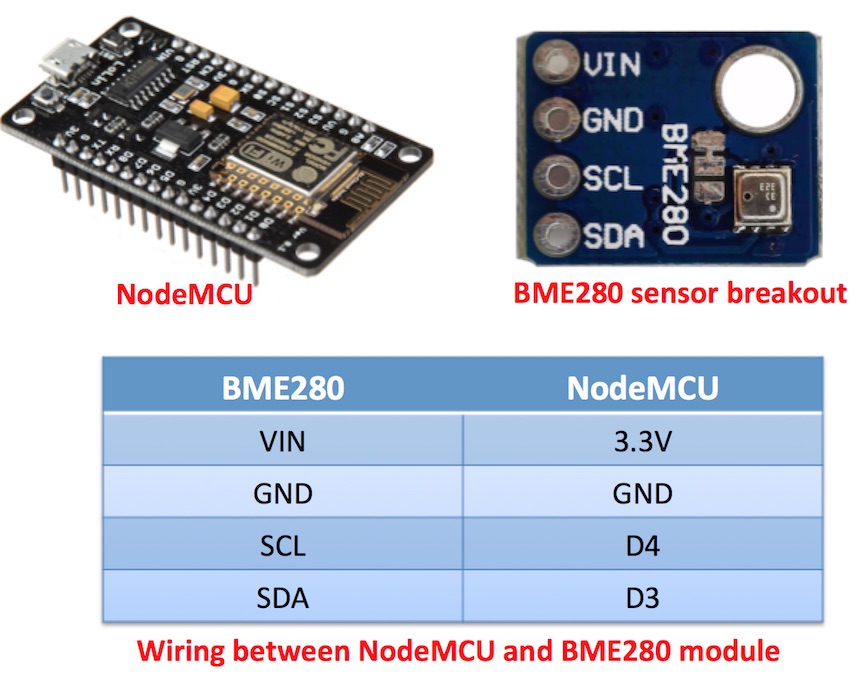 VIN
GND
SCL
SDA
BME280
WiFi
NodeMCU
BME280 sensor breakout
BME280 NodeMCU
VIN 3.3V
GND GND
SCL D4
SDA D3
Wiring between NodeMCU and BME280 module